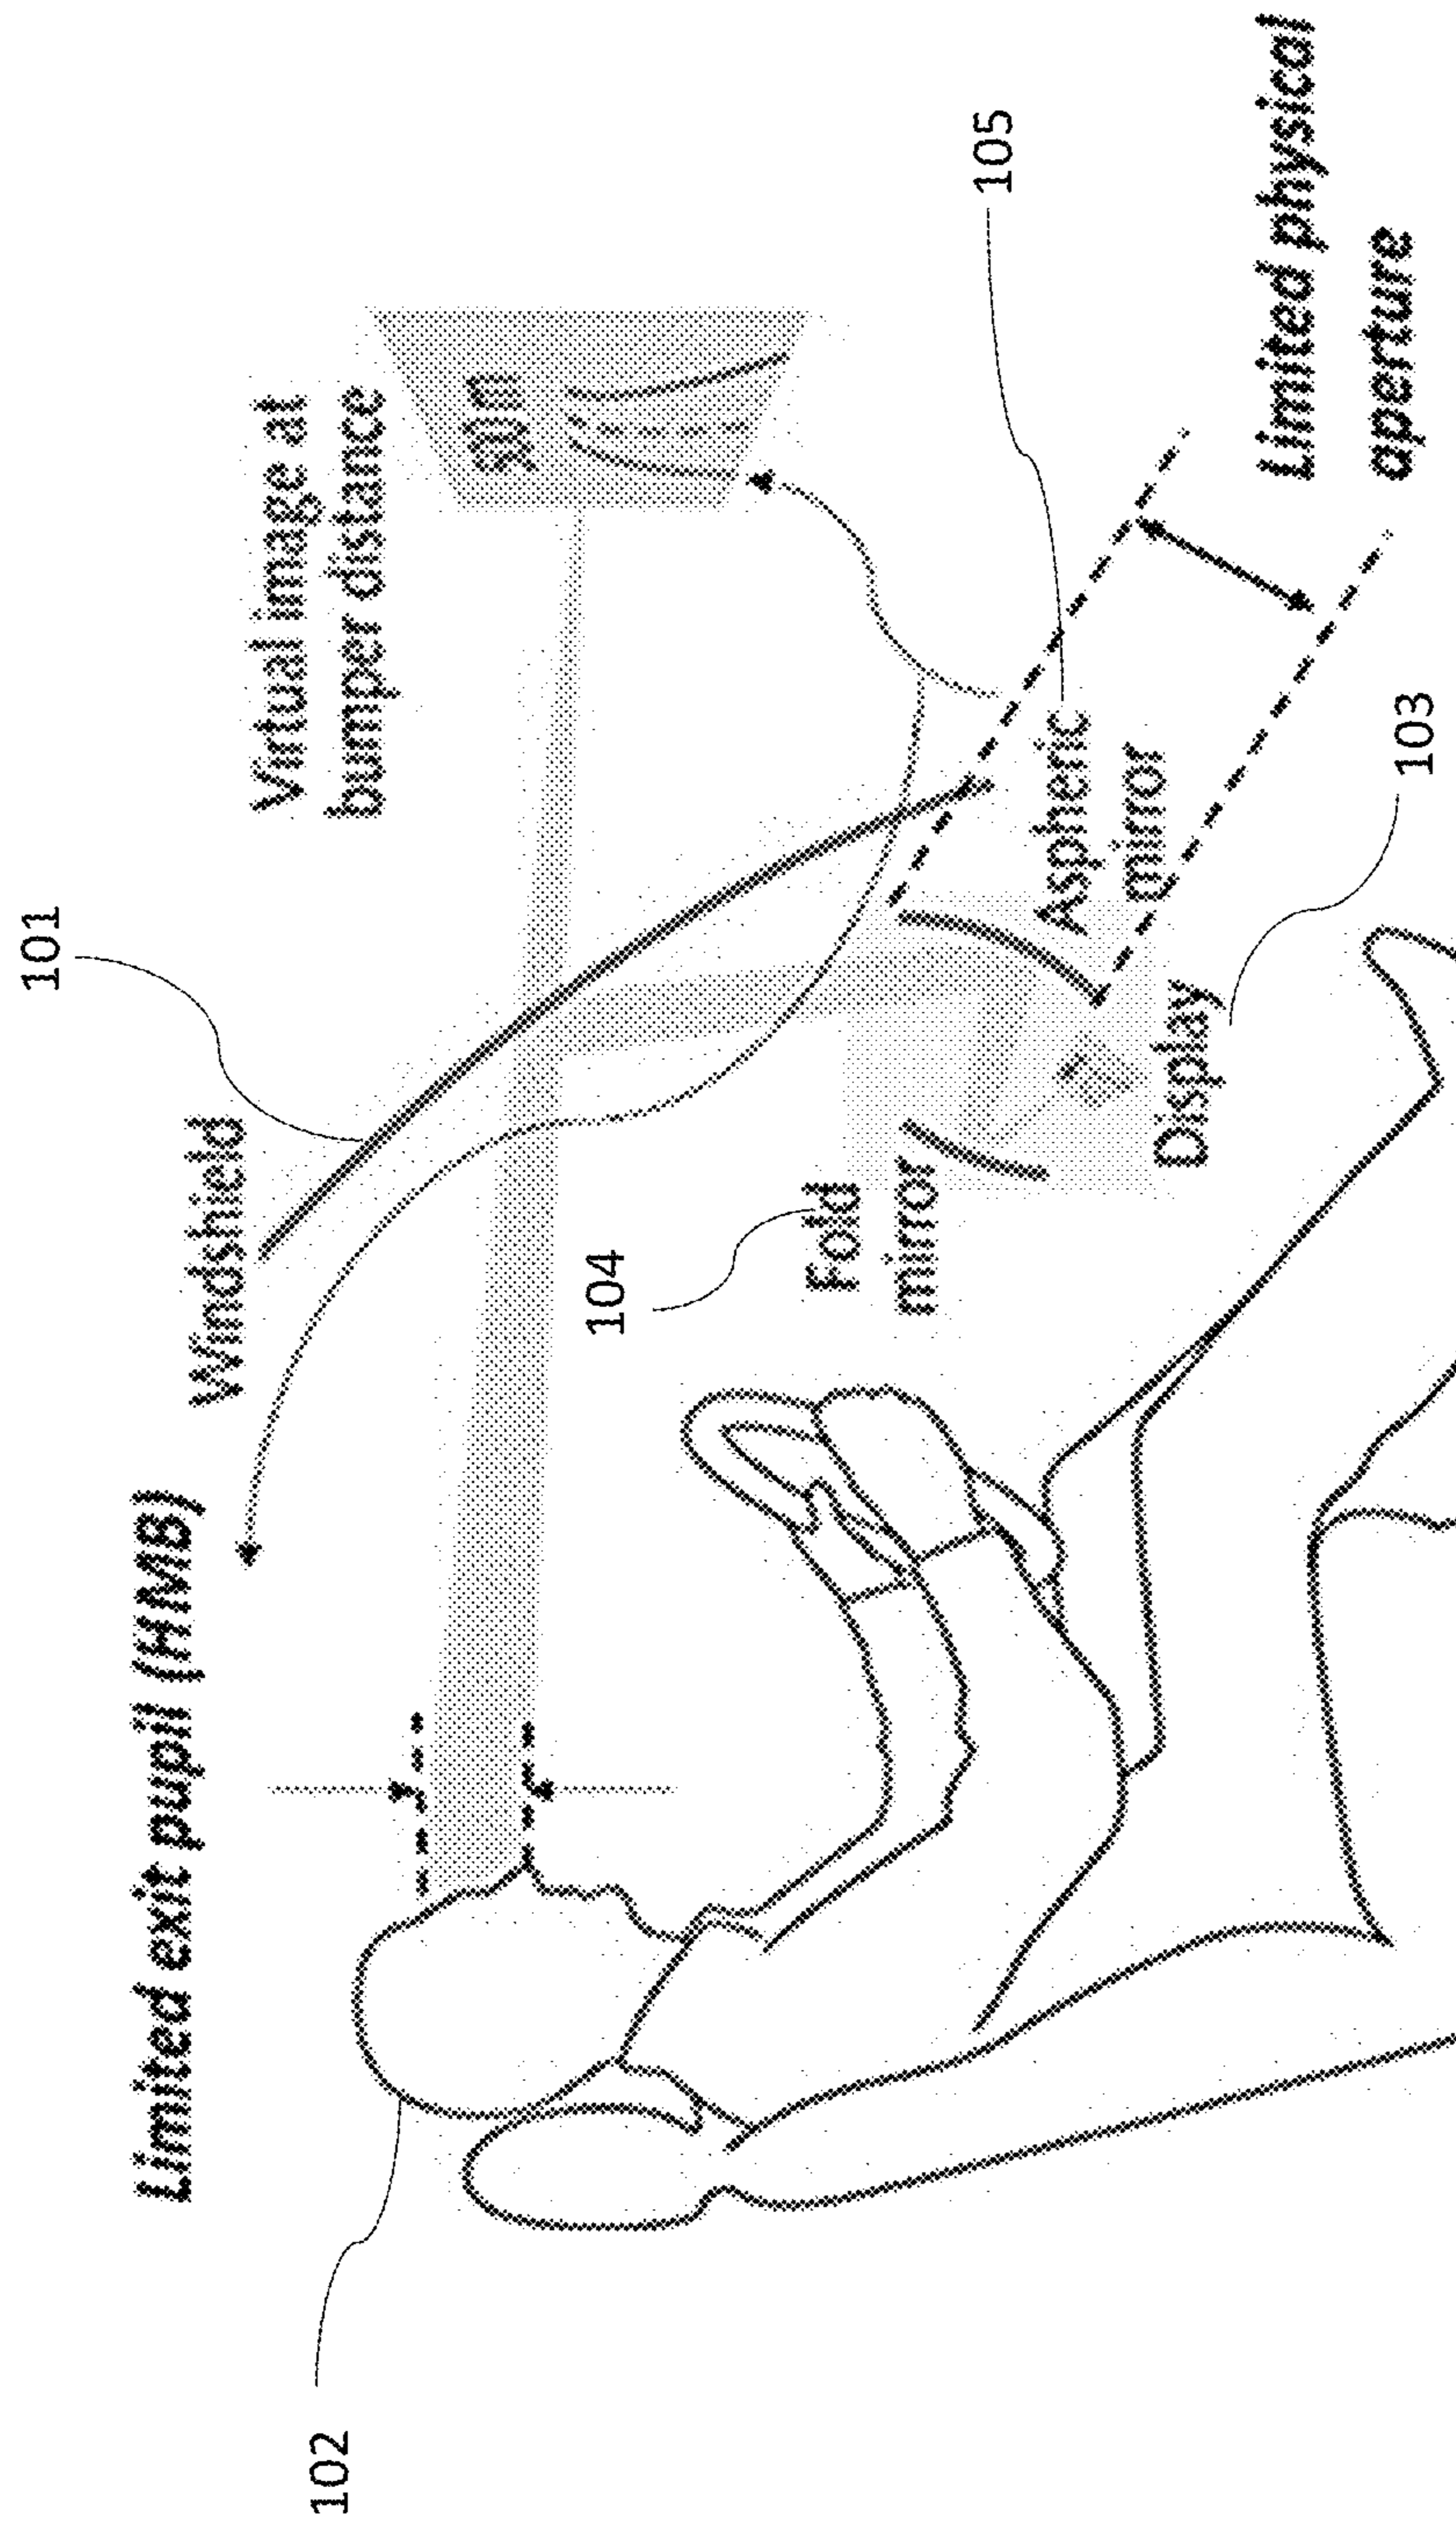 101
Windshield
Virtual image at
bumper distance
Limited exit pupil (HMB)
102
104
Fold
mirror
105
Aspheric
mirror
Display
103
Limited physical
aperture